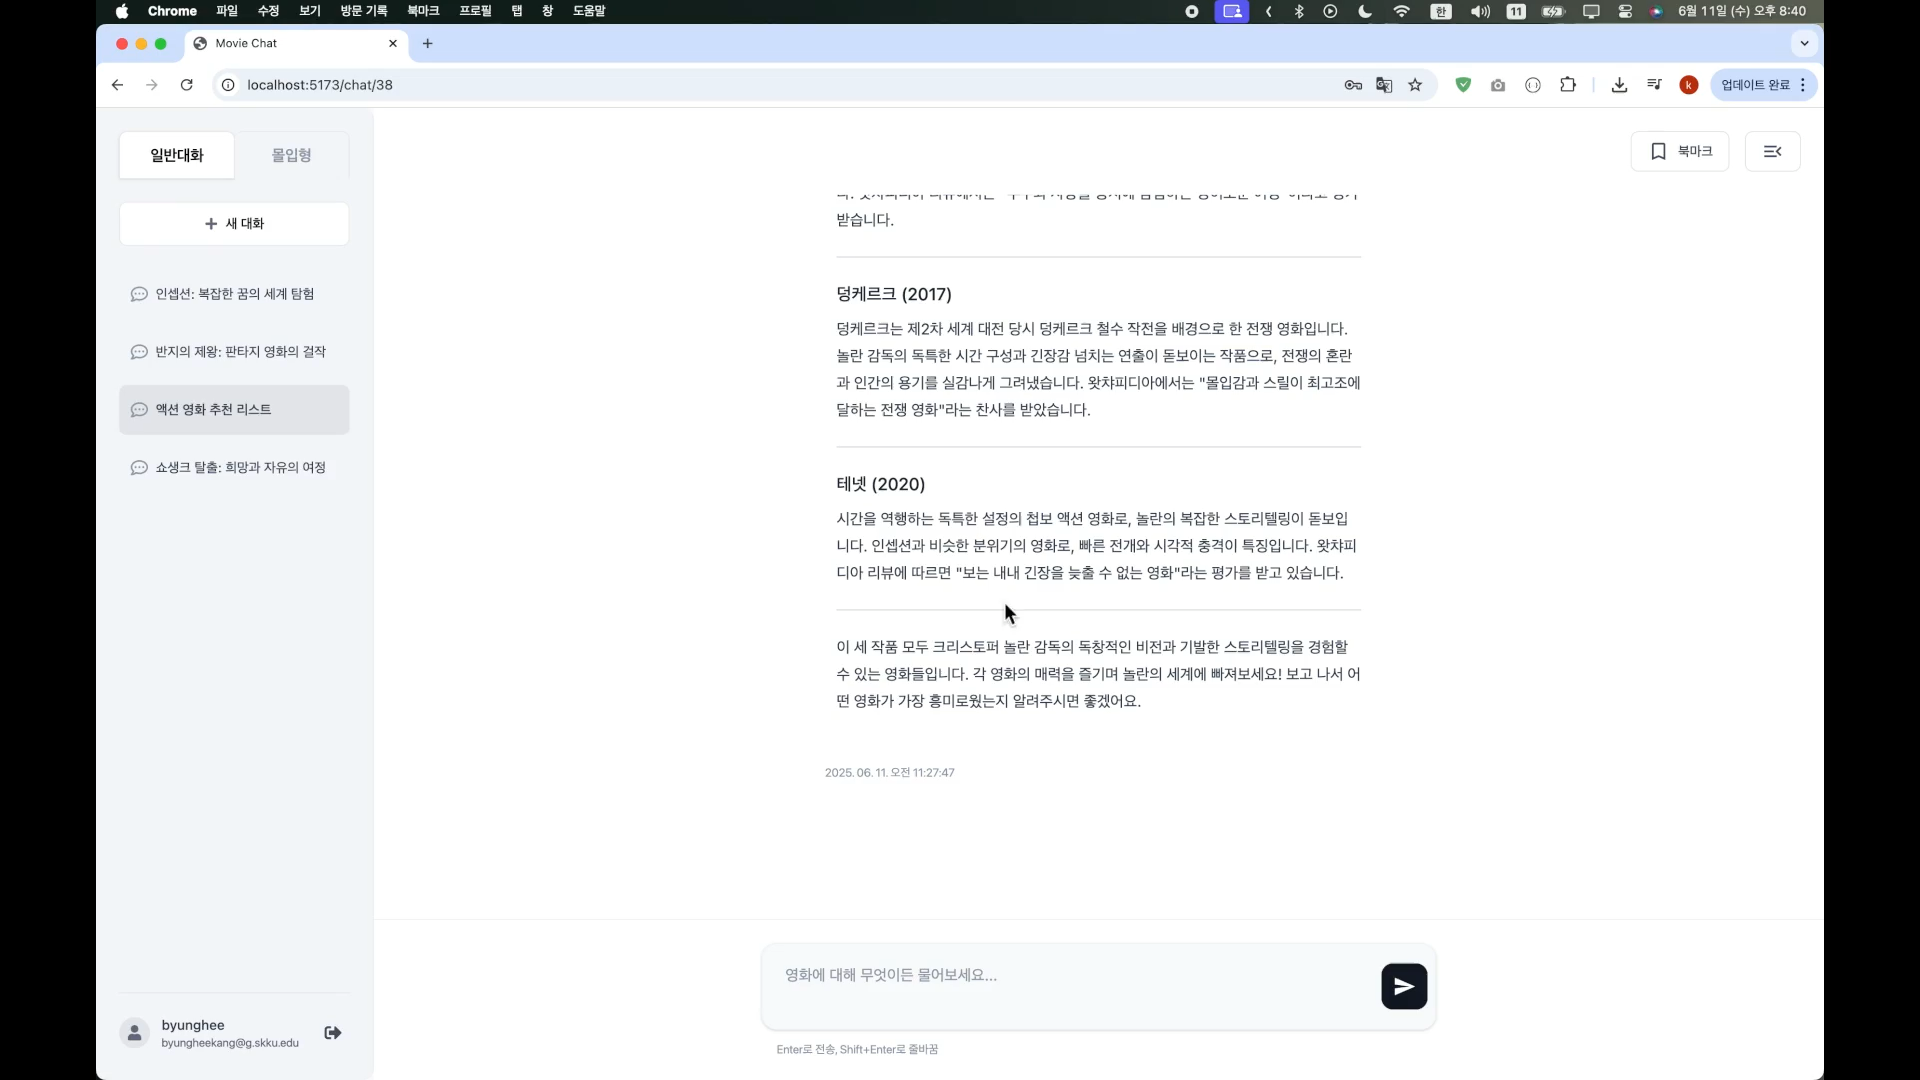 Chrome 파일 수정 보기 방문 기록 북마크 프로필 탭 창 도움말
한 11 6월 11일 (수) 오후 8:40
Movie Chat
localhost:5173/chat/38
k 업데이트 완료
일반대화 몰입형
북마크
새 대화
인셉션: 복잡한 꿈의 세계 탐험
반지의 제왕: 판타지 영화의 걸작
액션 영화 추천 리스트
쇼생크 탈출: 희망과 자유의 여정
받습니다.
덩케르크 (2017)
덩케르크는 제2차 세계 대전 당시 덩케르크 철수 작전을 배경으로 한 전쟁 영화입니다.
놀란 감독의 독특한 시간 구성과 긴장감 넘치는 연출이 돋보이는 작품으로, 전쟁의 혼란
과 인간의 용기를 실감나게 그려냈습니다. 왓챠피디아에서는 "몰입감과 스릴이 최고조에
달하는 전쟁 영화"라는 찬사를 받았습니다.
테넷 (2020)
시간을 역행하는 독특한 설정의 첩보 액션 영화로, 놀란의 복잡한 스토리텔링이 돋보입
니다. 인셉션과 비슷한 분위기의 영화로, 빠른 전개와 시각적 충격이 특징입니다. 왓챠피
디아 리뷰에 따르면 "보는 내내 긴장을 늦출 수 없는 영화"라는 평가를 받고 있습니다.
이 세 작품 모두 크리스토퍼 놀란 감독의 독창적인 비전과 기발한 스토리텔링을 경험할
수 있는 영화들입니다. 각 영화의 매력을 즐기며 놀란의 세계에 빠져보세요! 보고 나서 어
떤 영화가 가장 흥미로웠는지 알려주시면 좋겠어요.
2025. 06. 11. 오전 11:27:47
영화에 대해 무엇이든 물어보세요...
Enter로 전송, Shift+Enter로 줄바꿈
byunghee
byungheekang@g.skku.edu